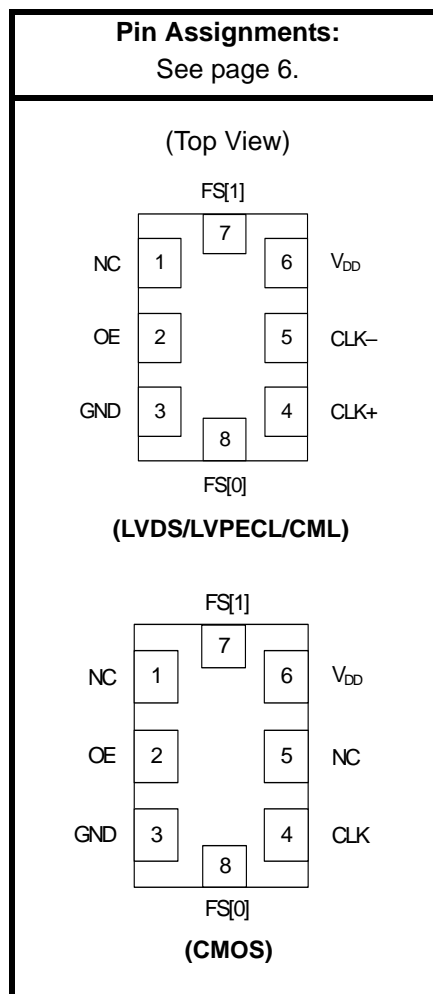 Pin Assignments:
See page 6.
(Top View)
FS[1]
7
NC 1 6 VDD
OE 2 5 CLK–
GND 3 4 CLK+
8
FS[0]
(LVDS/LVPECL/CML)
FS[1]
7
NC 1 6 VDD
OE 2 5 NC
GND 3 4 CLK
8
FS[0]
(CMOS)